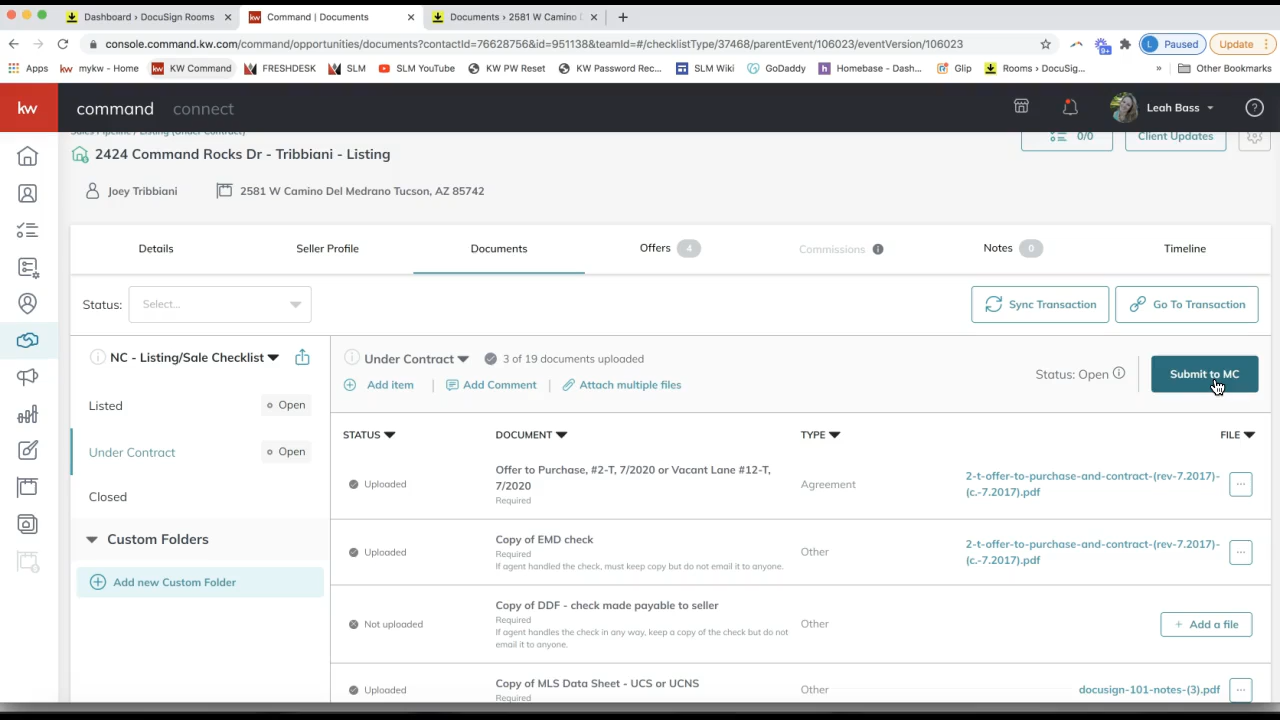 Dashboard › DocuSign Rooms
Command | Documents
Documents › 2581 W Camino D
console.command.kw.com/command/opportunities/documents?contactId=76628756&id=951138&teamId=#/checklistType/37468/parentEvent/106023/eventVersion/106023
L Paused
Update
Apps
kw mykw - Home
kw KW Command
FRESHDESK
SLM
SLM YouTube
KW PW Reset
KW Password Rec...
SLM Wiki
GoDaddy
h Homebase - Dash...
Glip
Rooms › DocuSig...
»
Other Bookmarks
kw
command
connect
Leah Bass
Sales Pipeline / Listing (Under Contract)
2424 Command Rocks Dr - Tribbiani - Listing
0/0
Client Updates
Joey Tribbiani
2581 W Camino Del Medrano Tucson, AZ 85742
Details
Seller Profile
Documents
Offers 4
Commissions
Notes 0
Timeline
Status:
Select...
Sync Transaction
Go To Transaction
NC - Listing/Sale Checklist
Listed
Open
Under Contract
Open
Closed
Custom Folders
Add new Custom Folder
Under Contract
3 of 19 documents uploaded
Add item
Add Comment
Attach multiple files
Status: Open
Submit to MC
STATUS
DOCUMENT
TYPE
FILE
Uploaded
Offer to Purchase, #2-T, 7/2020 or Vacant Lane #12-T,
7/2020
Required
Agreement
2-t-offer-to-purchase-and-contract-(rev-7.2017)-
(c.-7.2017).pdf
...
Uploaded
Copy of EMD check
Required
If agent handled the check, must keep copy but do not email it to anyone.
Other
2-t-offer-to-purchase-and-contract-(rev-7.2017)-
(c.-7.2017).pdf
...
Not uploaded
Copy of DDF - check made payable to seller
Required
If agent handles the check in any way, keep a copy of the check but do not
email it to anyone.
Other
+ Add a file
Uploaded
Copy of MLS Data Sheet - UCS or UCNS
Required
Other
docusign-101-notes-(3).pdf
...